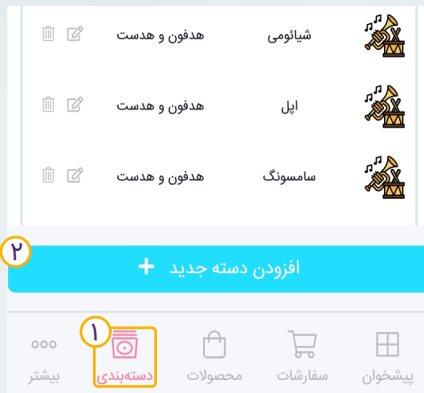 شیائومی هدفون و هدست
اپل هدفون و هدست
سامسونگ هدفون و هدست
۲
افزودن دسته جدید +
۱
پیشخوان سفارشات محصولات دسته‌بندی بیشتر